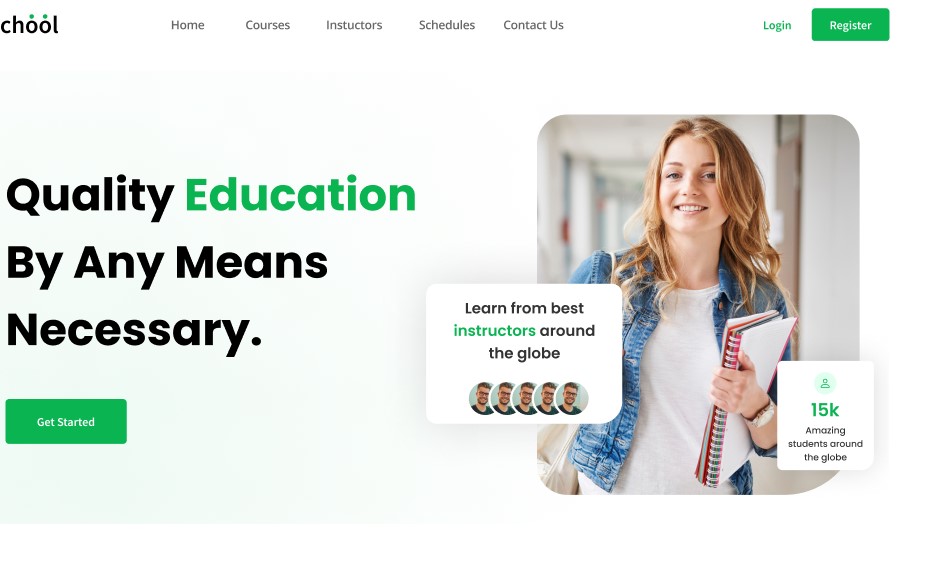 chööl
Home Courses Instuctors Schedules Contact Us Login Register
Quality Education
By Any Means
Necessary.
Get Started
Learn from best
instructors around
the globe
15k
Amazing
students around
the globe